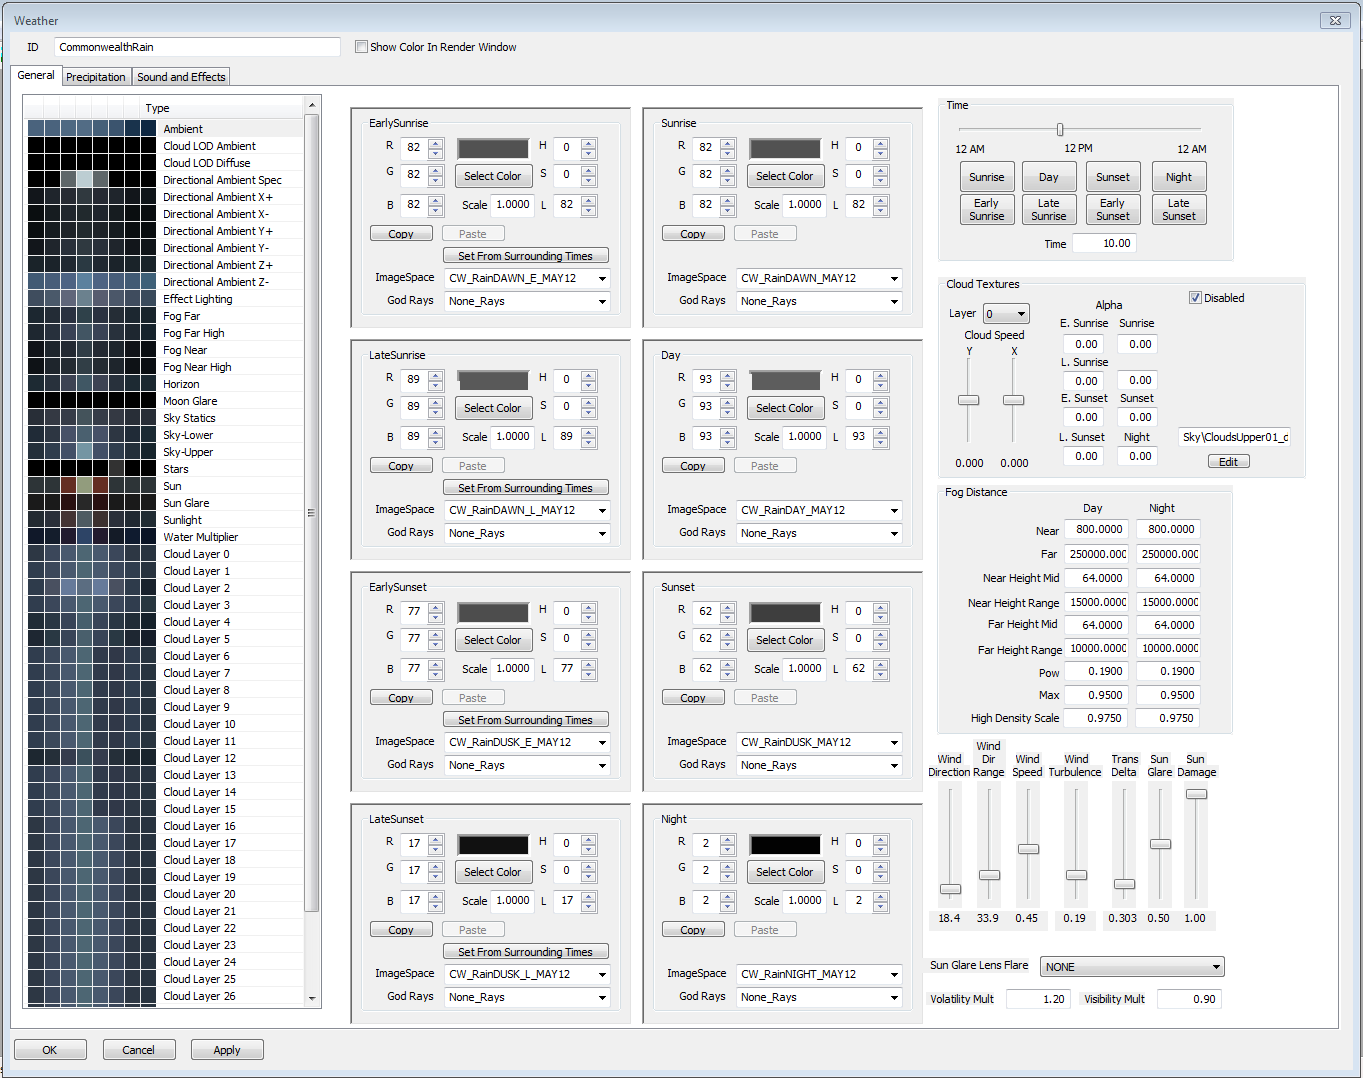 Weather
ID CommonwealthRain Show Color In Render Window
General Precipitation Sound and Effects
Type
Ambient
Cloud LOD Ambient
Cloud LOD Diffuse
Directional Ambient Spec
Directional Ambient X+
Directional Ambient X-
Directional Ambient Y+
Directional Ambient Y-
Directional Ambient Z+
Directional Ambient Z-
Effect Lighting
Fog Far
Fog Far High
Fog Near
Fog Near High
Horizon
Moon Glare
Sky Statics
Sky-Lower
Sky-Upper
Stars
Sun
Sun Glare
Sunlight
Water Multiplier
Cloud Layer 0
Cloud Layer 1
Cloud Layer 2
Cloud Layer 3
Cloud Layer 4
Cloud Layer 5
Cloud Layer 6
Cloud Layer 7
Cloud Layer 8
Cloud Layer 9
Cloud Layer 10
Cloud Layer 11
Cloud Layer 12
Cloud Layer 13
Cloud Layer 14
Cloud Layer 15
Cloud Layer 16
Cloud Layer 17
Cloud Layer 18
Cloud Layer 19
Cloud Layer 20
Cloud Layer 21
Cloud Layer 22
Cloud Layer 23
Cloud Layer 24
Cloud Layer 25
Cloud Layer 26
EarlySunrise
R 82 H 0
G 82 Select Color S 0
B 82 Scale 1.0000 L 82
Copy Paste
Set From Surrounding Times
ImageSpace CW_RainDAWN_E_MAY12
God Rays None_Rays
Sunrise
R 82 H 0
G 82 Select Color S 0
B 82 Scale 1.0000 L 82
Copy Paste
ImageSpace CW_RainDAWN_MAY12
God Rays None_Rays
LateSunrise
R 89 H 0
G 89 Select Color S 0
B 89 Scale 1.0000 L 89
Copy Paste
Set From Surrounding Times
ImageSpace CW_RainDAWN_L_MAY12
God Rays None_Rays
Day
R 93 H 0
G 93 Select Color S 0
B 93 Scale 1.0000 L 93
Copy Paste
ImageSpace CW_RainDAY_MAY12
God Rays None_Rays
EarlySunset
R 77 H 0
G 77 Select Color S 0
B 77 Scale 1.0000 L 77
Copy Paste
Set From Surrounding Times
ImageSpace CW_RainDUSK_E_MAY12
God Rays None_Rays
Sunset
R 62 H 0
G 62 Select Color S 0
B 62 Scale 1.0000 L 62
Copy Paste
ImageSpace CW_RainDUSK_MAY12
God Rays None_Rays
LateSunset
R 17 H 0
G 17 Select Color S 0
B 17 Scale 1.0000 L 17
Copy Paste
Set From Surrounding Times
ImageSpace CW_RainDUSK_L_MAY12
God Rays None_Rays
Night
R 2 H 0
G 2 Select Color S 0
B 2 Scale 1.0000 L 2
Copy Paste
ImageSpace CW_RainNIGHT_MAY12
God Rays None_Rays
Time
12 AM 12 PM 12 AM
Sunrise Day Sunset Night
Early Late Early Late
Sunrise Sunrise Sunset Sunset
Time 10.00
Cloud Textures
Alpha Disabled
Layer 0
E. Sunrise Sunrise
Cloud Speed
0.00 0.00
Y X
L. Sunrise
0.00 0.00
E. Sunset Sunset
0.00 0.00
L. Sunset Night
Sky\CloudsUpper01_d
0.00 0.00
0.000 0.000
Edit
Fog Distance
Day Night
Near 800.0000 800.0000
Far 250000.000 250000.000
Near Height Mid 64.0000 64.0000
Near Height Range 15000.0000 15000.0000
Far Height Mid 64.0000 64.0000
Far Height Range 10000.0000 10000.0000
Pow 0.1900 0.1900
Max 0.9500 0.9500
High Density Scale 0.9750 0.9750
Wind
Wind Dir Wind Wind Trans Sun Sun
Direction Range Speed Turbulence Delta Glare Damage
18.4 33.9 0.45 0.19 0.303 0.50 1.00
Sun Glare Lens Flare NONE
Volatility Mult 1.20 Visibility Mult 0.90
OK Cancel Apply